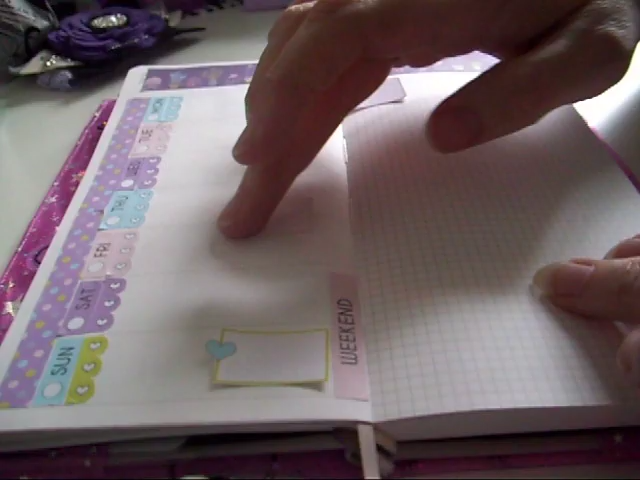 MON
TUE
WED
THU
FRI
SAT
SUN
WEEKEND